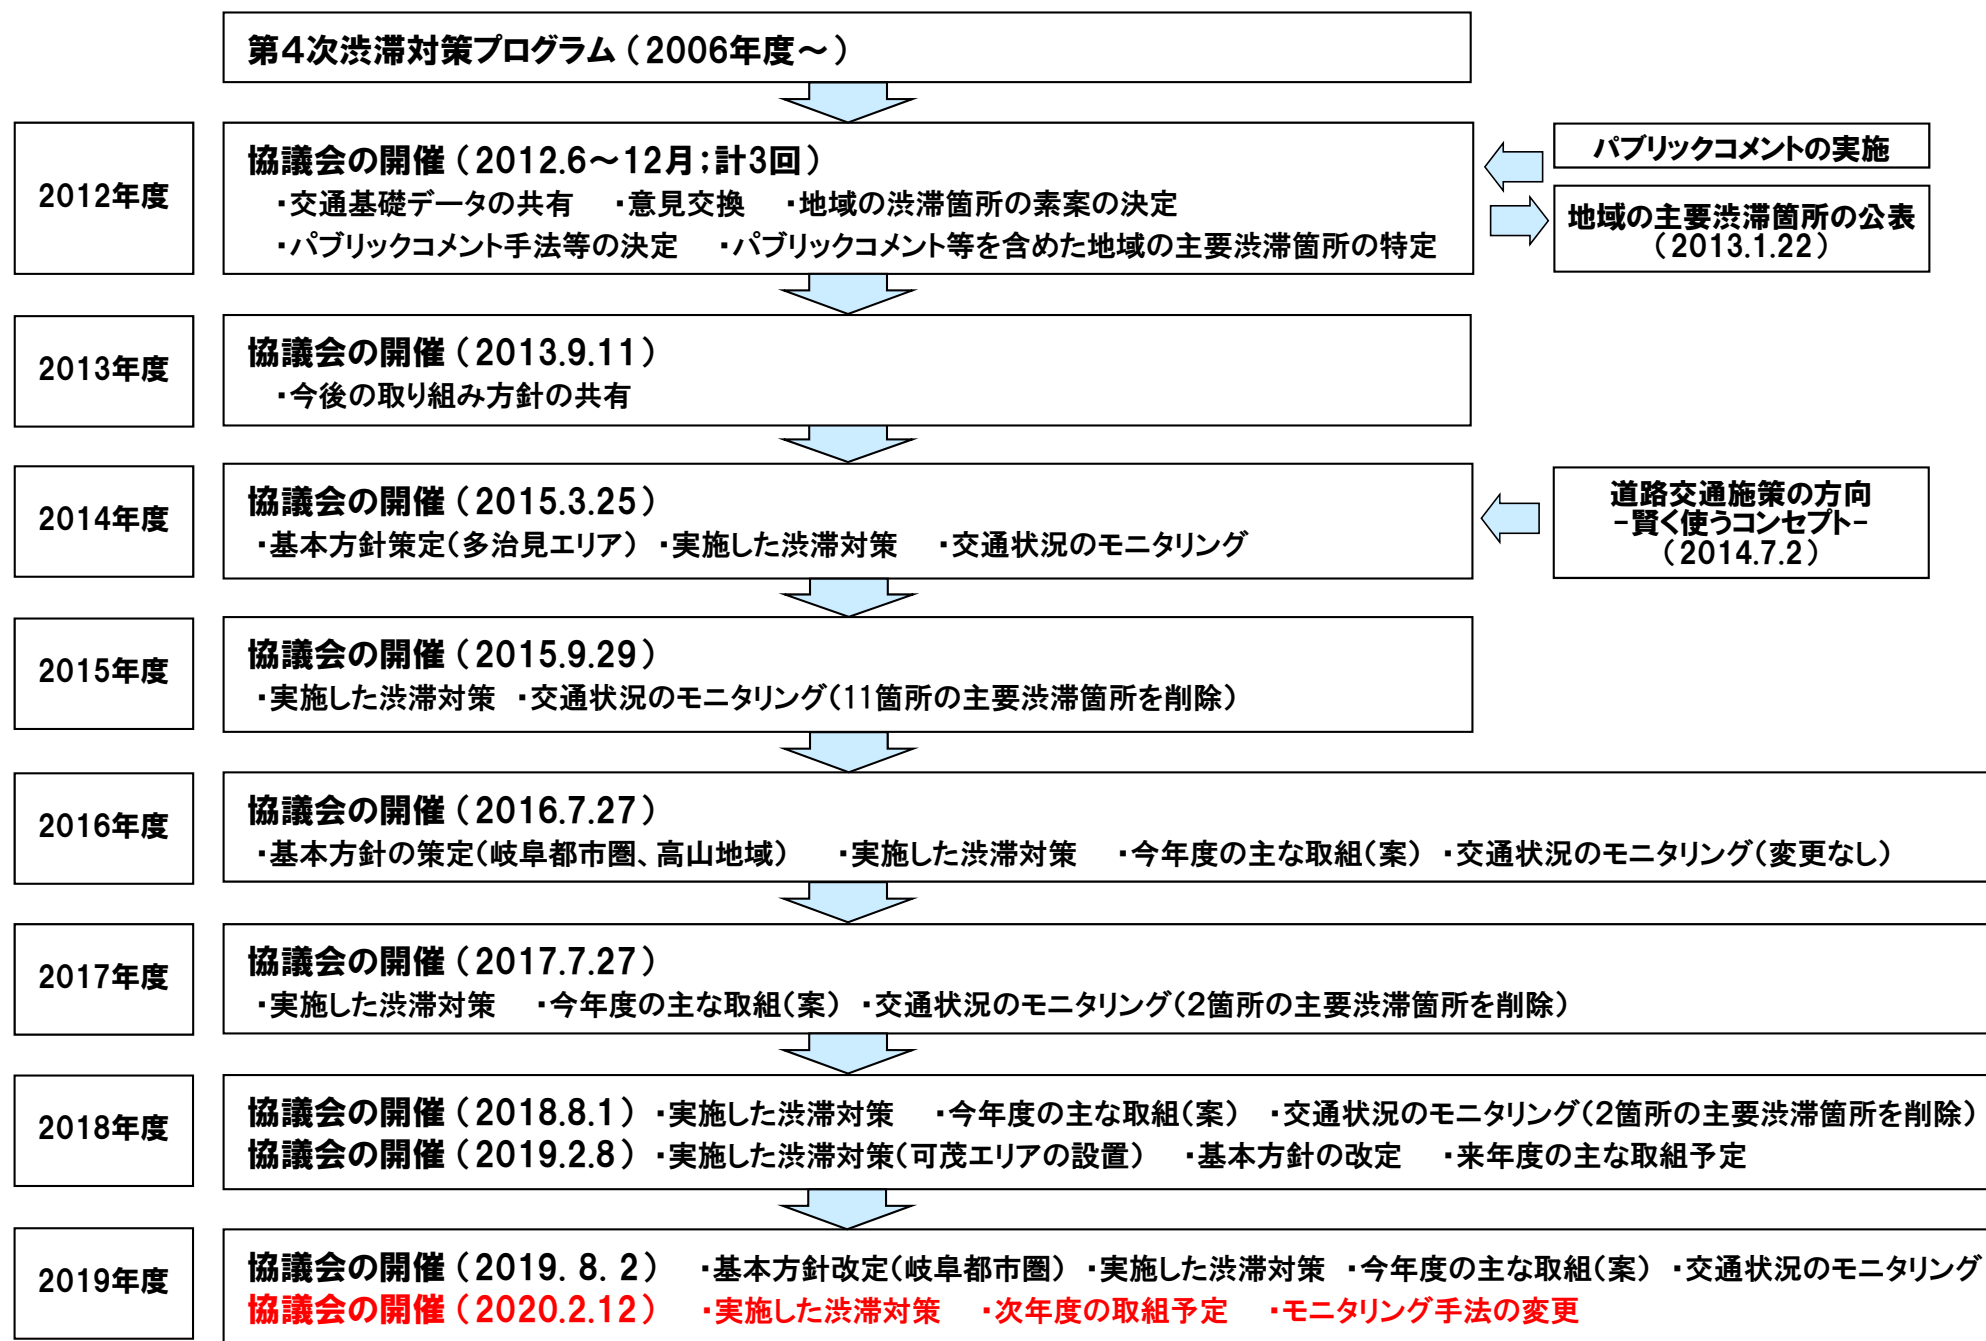 第4次渋滞対策プログラム（2006年度～）
2012年度
協議会の開催（2012.6～12月；計3回）
・交通基礎データの共有　・意見交換　・地域の渋滞箇所の素案の決定
・パブリックコメント手法等の決定　・パブリックコメント等を含めた地域の主要渋滞箇所の特定
パブリックコメントの実施
地域の主要渋滞箇所の公表
（2013.1.22）
2013年度
協議会の開催（2013.9.11）
・今後の取り組み方針の共有
2014年度
協議会の開催（2015.3.25）
・基本方針策定（多治見エリア）・実施した渋滞対策　・交通状況のモニタリング
道路交通施策の方向
-賢く使うコンセプト-
（2014.7.2）
2015年度
協議会の開催（2015.9.29）
・実施した渋滞対策　・交通状況のモニタリング（11箇所の主要渋滞箇所を削除）
2016年度
協議会の開催（2016.7.27）
・基本方針の策定（岐阜都市圏、高山地域）　・実施した渋滞対策　・今年度の主な取組（案）・交通状況のモニタリング（変更なし）
2017年度
協議会の開催（2017.7.27）
・実施した渋滞対策　・今年度の主な取組（案）・交通状況のモニタリング（2箇所の主要渋滞箇所を削除）
2018年度
協議会の開催（2018.8.1）・実施した渋滞対策　・今年度の主な取組（案）　・交通状況のモニタリング（2箇所の主要渋滞箇所を削除）
協議会の開催（2019.2.8）・実施した渋滞対策（可茂エリアの設置）　・基本方針の改定　・来年度の主な取組予定
2019年度
協議会の開催（2019. 8. 2）　・基本方針改定（岐阜都市圏）・実施した渋滞対策　・今年度の主な取組（案）・交通状況のモニタリング
協議会の開催（2020.2.12）　・実施した渋滞対策　・次年度の取組予定　・モニタリング手法の変更